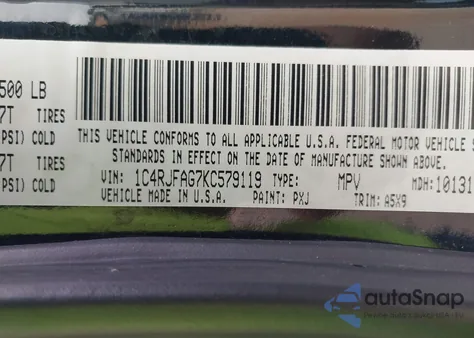 500 LB
7T TIRES
PSI) COLD
7T TIRES
PSI) COLD
THIS VEHICLE CONFORMS TO ALL APPLICABLE U.S.A. FEDERAL MOTOR VEHICLE S
STANDARDS IN EFFECT ON THE DATE OF MANUFACTURE SHOWN ABOVE.
VIN: 1C4RJFAG7KC579119 TYPE: MPV MDH: 10131
VEHICLE MADE IN U.S.A. PAINT: PXJ TRIM: A5X9
autoSnap